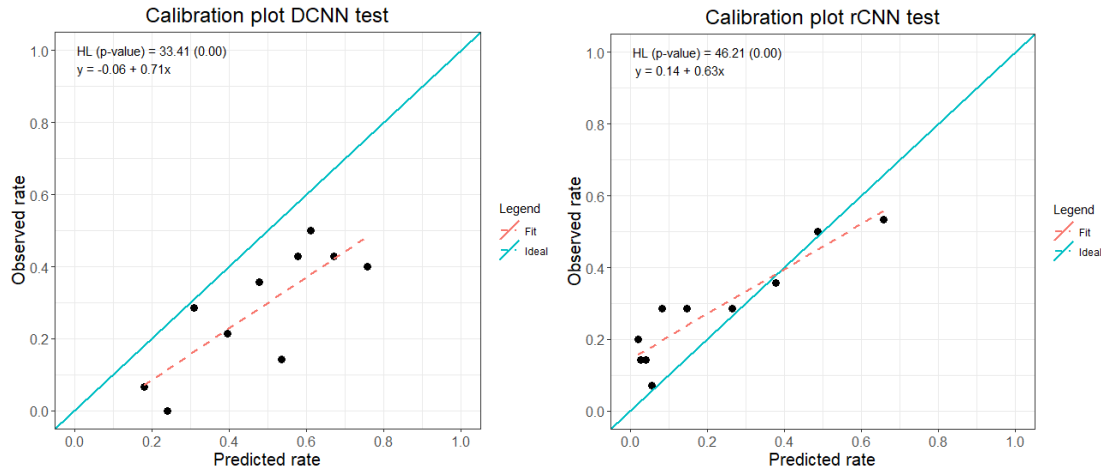 Calibration plot DCNN test
HL (p-value) = 33.41 (0.00)
y = -0.06 + 0.71x
Observed rate
1.0
0.8
0.6
0.4
0.2
0.0
0.0 0.2 0.4 0.6 0.8 1.0
Predicted rate
Legend
Fit
Ideal
Calibration plot rCNN test
HL (p-value) = 46.21 (0.00)
y = 0.14 + 0.63x
Observed rate
1.0
0.8
0.6
0.4
0.2
0.0
0.0 0.2 0.4 0.6 0.8 1.0
Predicted rate
Legend
Fit
Ideal